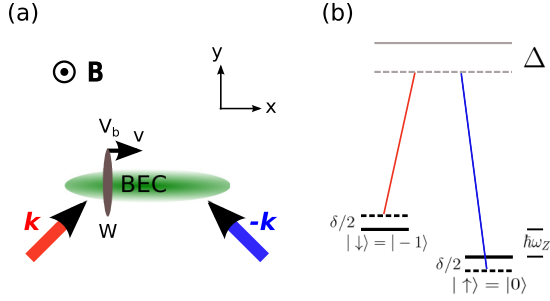 (a)
B
y
x
V_b
v
BEC
k
-k
W
(b)
Δ
δ/2
|↓⟩ = |−1⟩
ħω_Z
δ/2
|↑⟩ = |0⟩